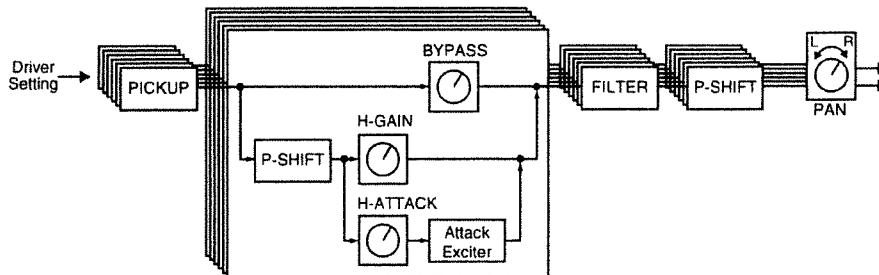 BYPASS
L R
Driver
Setting
PICKUP
FILTER
P-SHIFT
PAN
H-GAIN
P-SHIFT
H-ATTACK
Attack
Exciter